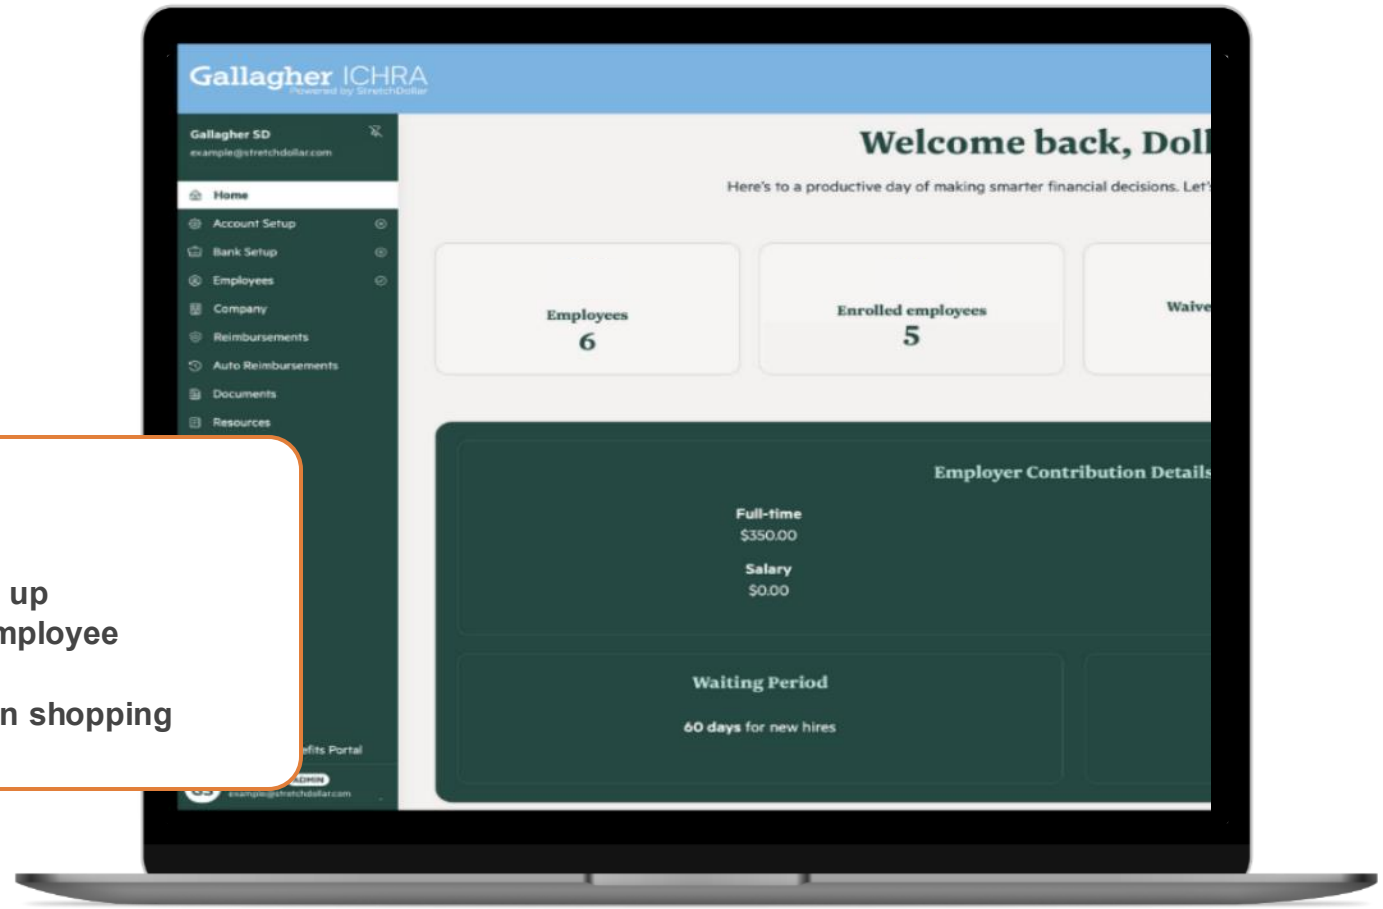 Gallagher ICHRA
Powered by StretchDollar
Gallagher SD
example@stretchdollar.com
Home
Account Setup
Bank Setup
Employees
Company
Reimbursements
Auto Reimbursements
Documents
Resources
Welcome back, Doll
Here's to a productive day of making smarter financial decisions. Let's
Employees
6
Enrolled employees
5
Waive
Employer Contribution Details
Full-time
$350.00
Salary
$0.00
Waiting Period
60 days for new hires
up
mployee
n shopping
efits Portal
ADMIN
example@stretchdollar.com